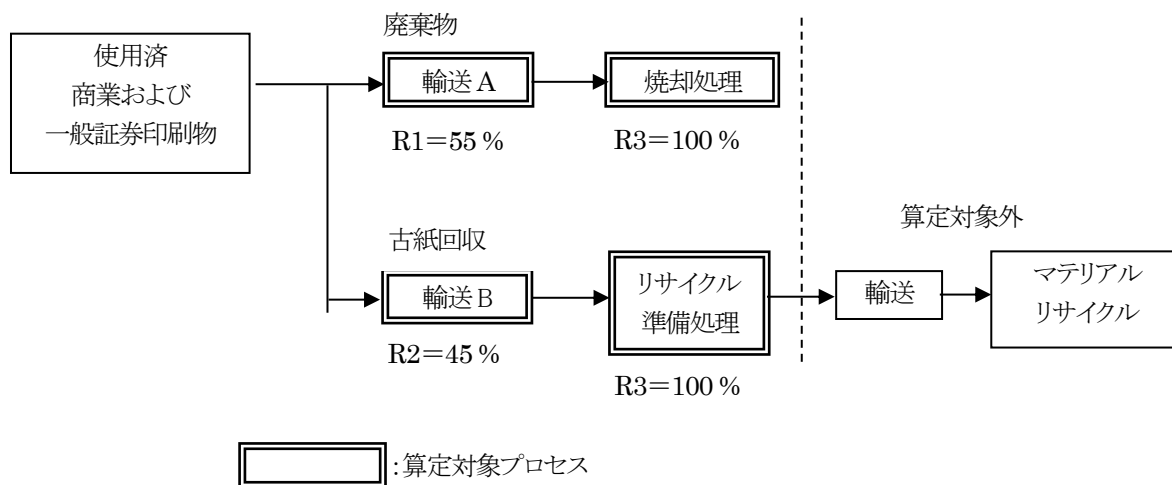 使用済
商業および
一般証券印刷物
廃棄物
輸送A
焼却処理
R1=55 %
R3=100 %
古紙回収
輸送B
リサイクル
準備処理
R2=45 %
R3=100 %
算定対象外
輸送
マテリアル
リサイクル
:算定対象プロセス